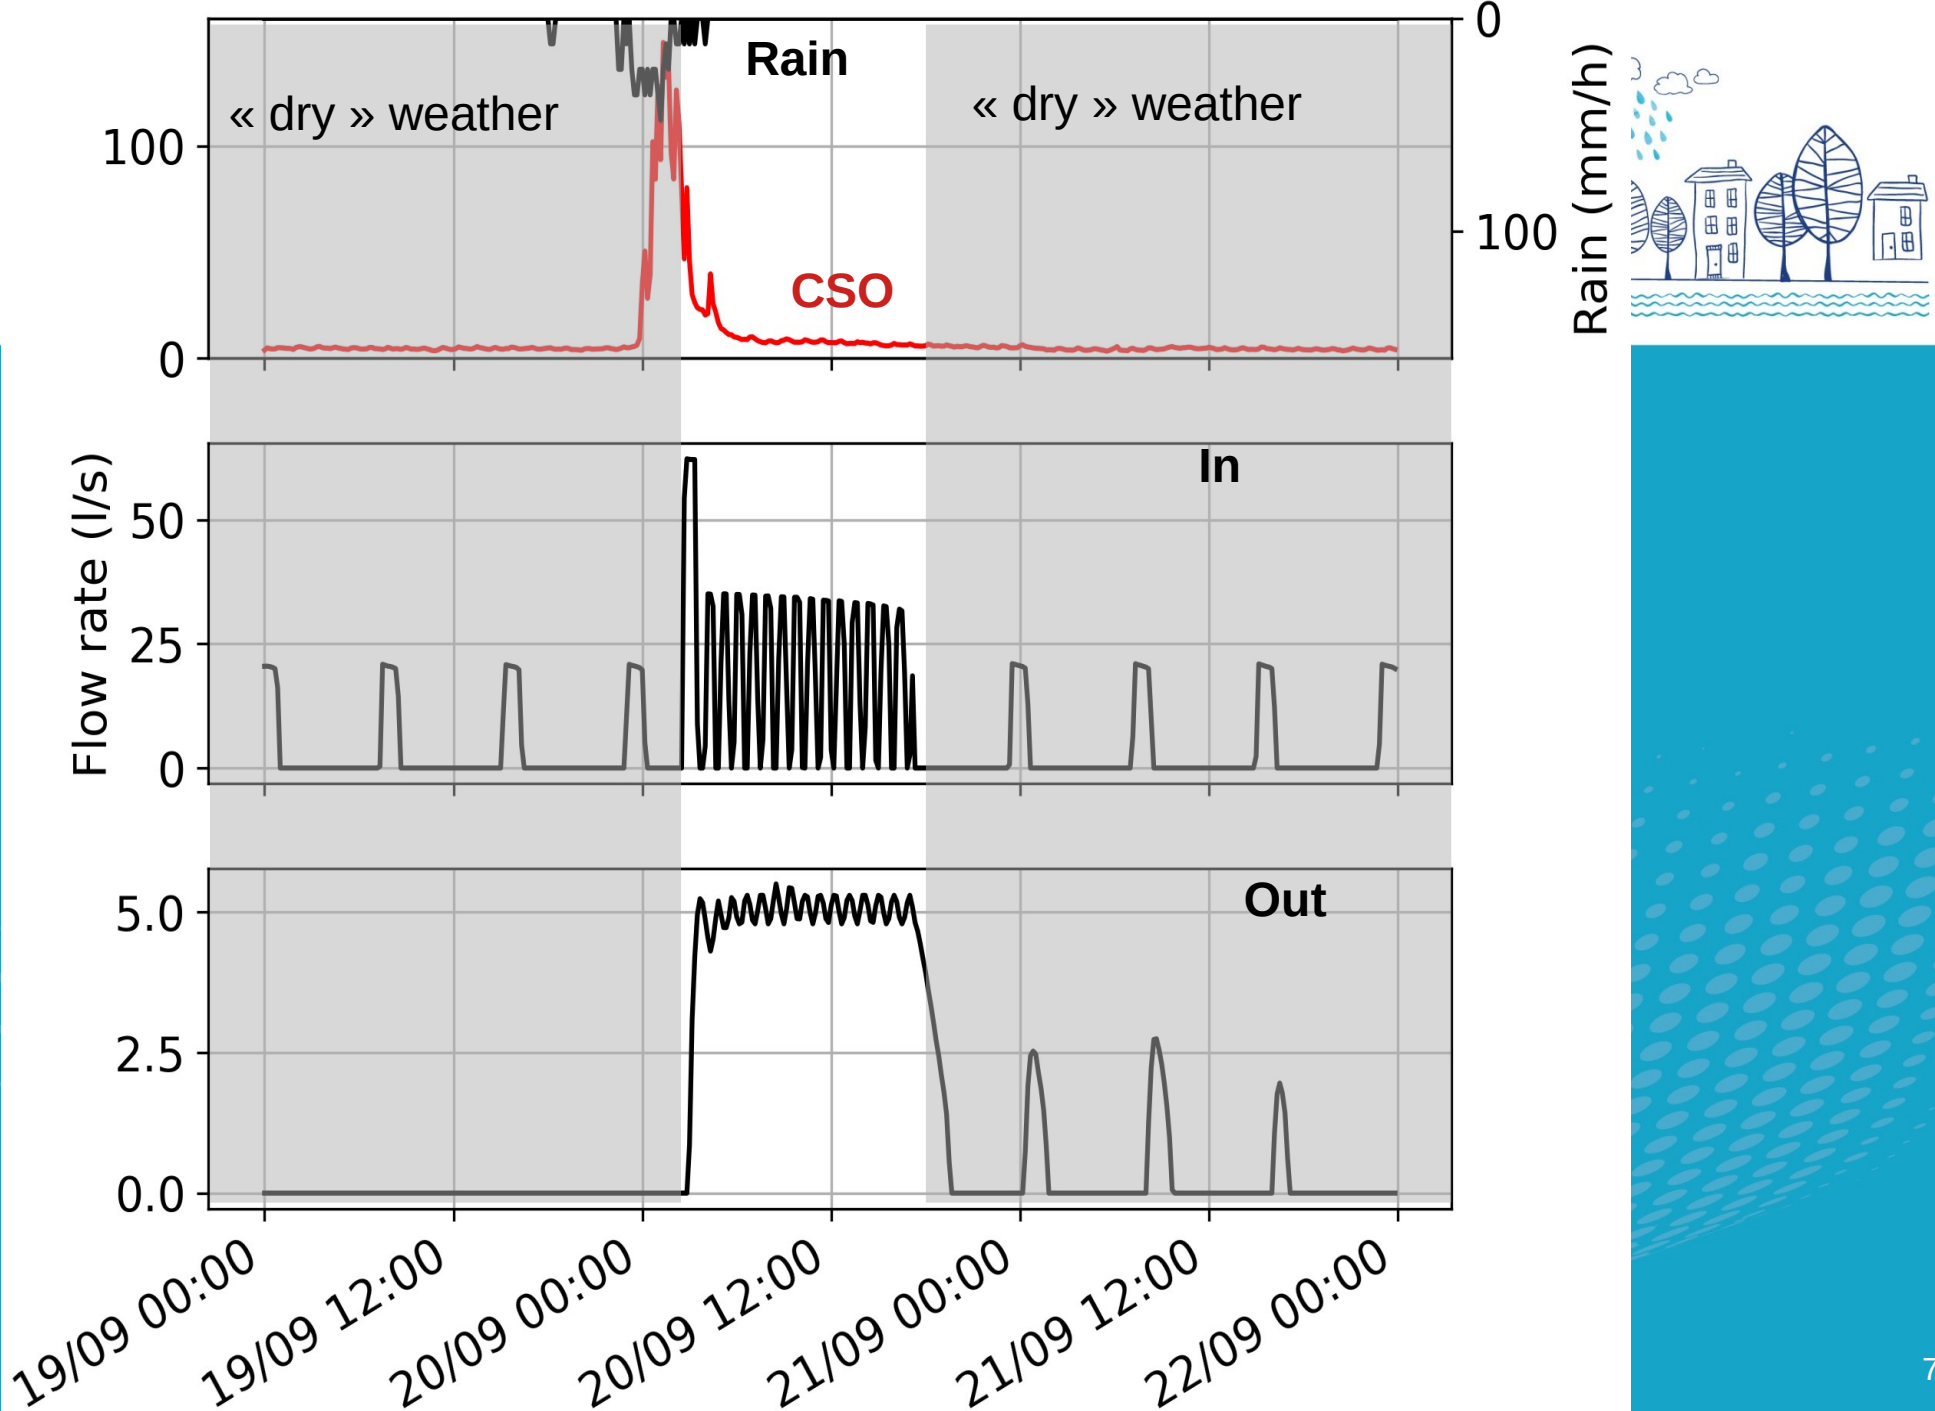 Rain
0
« dry » weather
« dry » weather
100
100
CSO
0
Rain (mm/h)
In
50
25
0
Flow rate (l/s)
Out
5.0
2.5
0.0
19/09 00:00
19/09 12:00
20/09 00:00
20/09 12:00
21/09 00:00
21/09 12:00
22/09 00:00
7